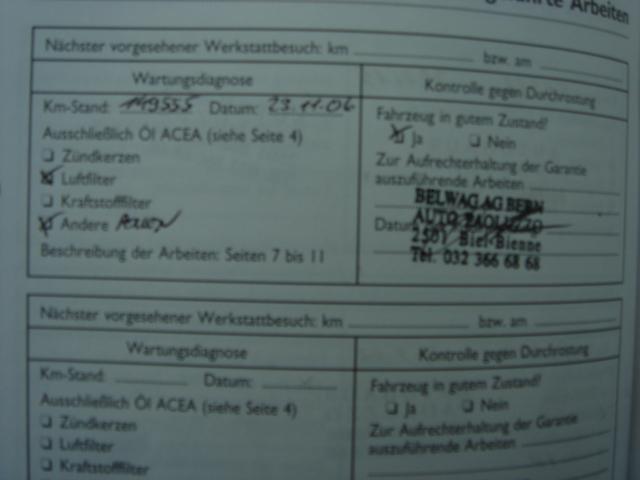 rte Arbeiten
Nächster vorgesehener Werkstattbesuch: km bzw. am
Wartungsdiagnose
Km-Stand: 149555 Datum: 23.11.06
Ausschließlich Öl ACEA (siehe Seite 4)
Zündkerzen
Luftfilter
Kraftstofffilter
Andere
Beschreibung der Arbeiten: Seiten 7 bis 11
Kontrolle gegen Durchrostung
Fahrzeug in gutem Zustand?
Ja Nein
Zur Aufrechterhaltung der Garantie
auszuführende Arbeiten
BELWAG AG BERN
AUTO
Datum
2501 Biel-Bienne
Tel. 032 366 68 68
Nächster vorgesehener Werkstattbesuch: km bzw. am
Wartungsdiagnose
Km-Stand: Datum:
Ausschließlich Öl ACEA (siehe Seite 4)
Zündkerzen
Luftfilter
Kraftstofffilter
Kontrolle gegen Durchrostung
Fahrzeug in gutem Zustand?
Ja Nein
Zur Aufrechterhaltung der Garantie
auszuführende Arbeiten